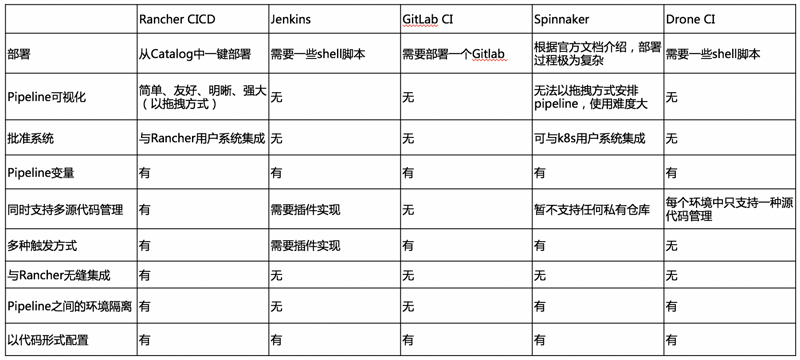 Rancher CICD Jenkins GitLab CI Spinnaker Drone CI
部署 从Catalog中一键部署 需要一些shell脚本 需要部署一个Gitlab 根据官方文档介绍，部署过程极为复杂 需要一些shell脚本
Pipeline可视化 简单、友好、明晰、强大（以拖拽方式） 无 无 无法以拖拽方式安排pipeline，使用难度大 无
批准系统 与Rancher用户系统集成 无 无 可与k8s用户系统集成 无
Pipeline变量 有 有 有 有 有
同时支持多源代码管理 有 需要插件实现 无 暂不支持任何私有仓库 每个环境中只支持一种源代码管理
多种触发方式 有 需要插件实现 有 有 无
与Rancher无缝集成 有 无 无 无 无
Pipeline之间的环境隔离 有 无 无 有 有
以代码形式配置 有 有 有 有 有